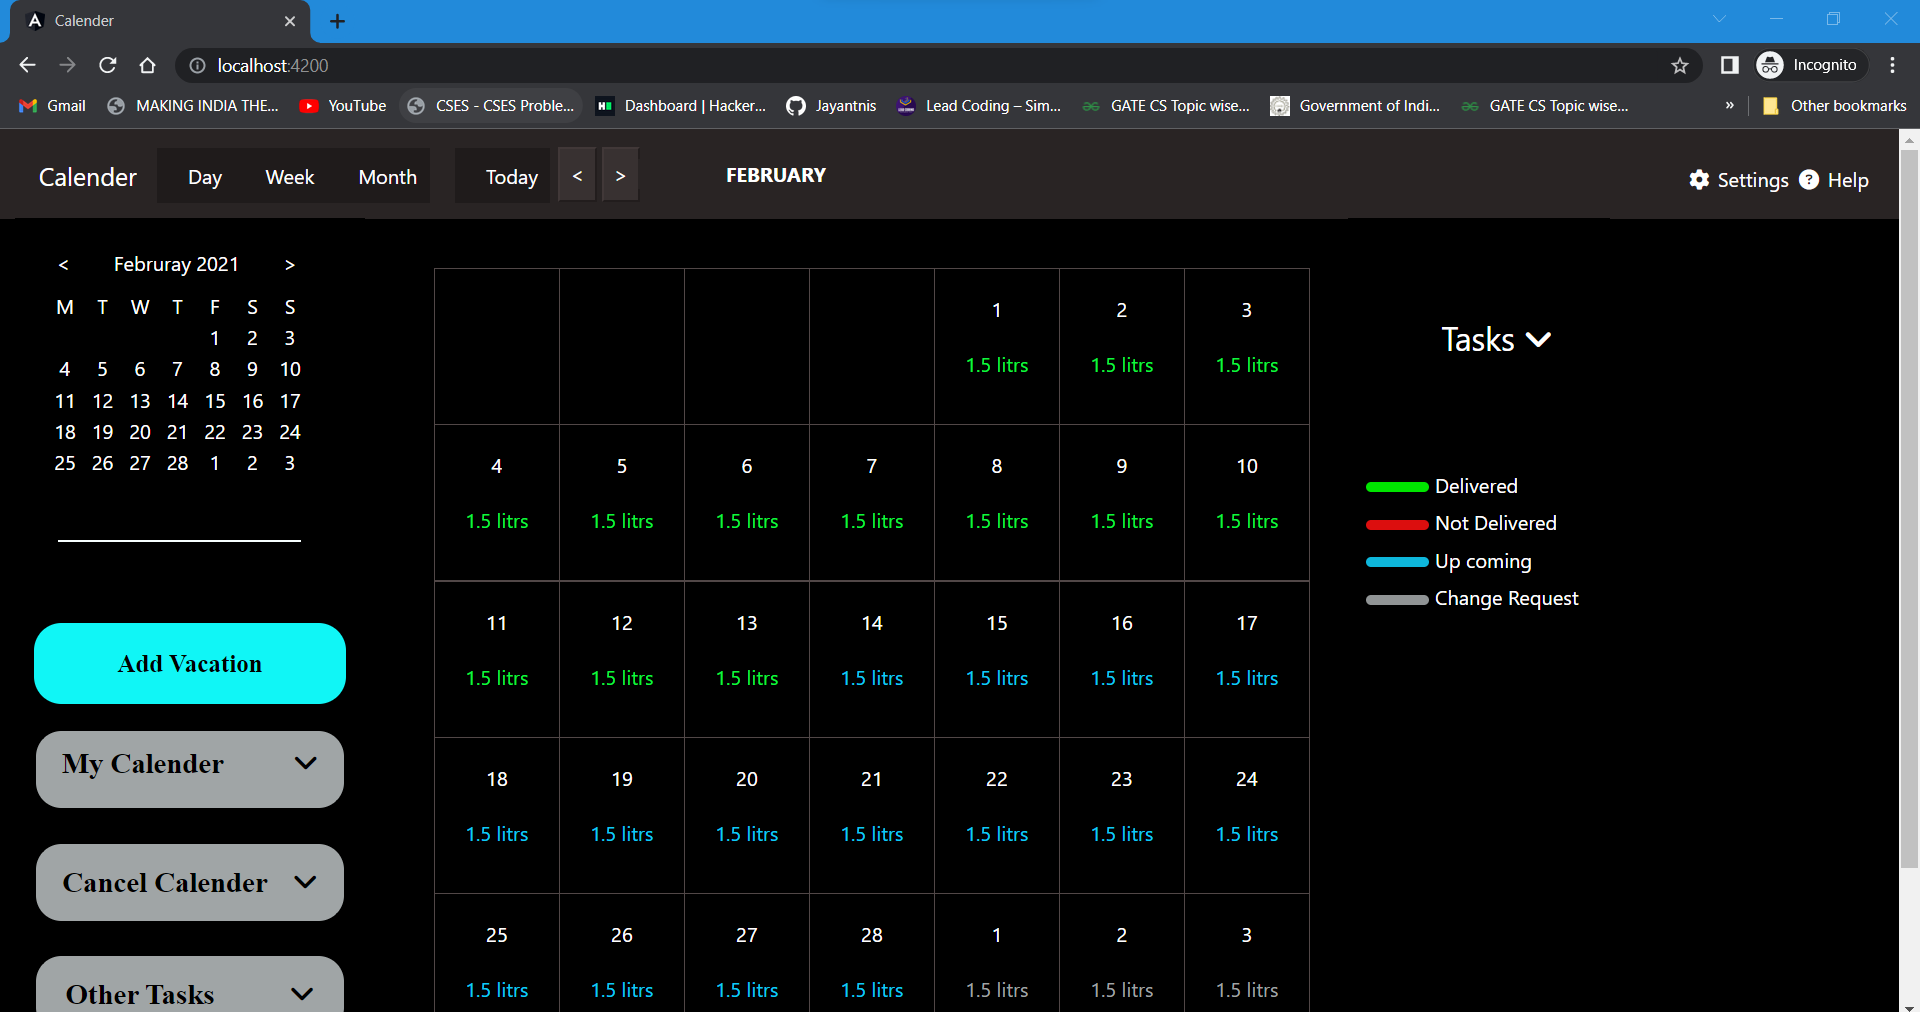 Calender
localhost:4200
Incognito
Gmail MAKING INDIA THE... YouTube CSES - CSES Proble... Dashboard | Hacker... Jayantnis Lead Coding – Sim... GATE CS Topic wise... Government of Indi... GATE CS Topic wise... » Other bookmarks
Calender Day Week Month Today < > FEBRUARY Settings ? Help
< Februray 2021 >
M T W T F S S
1 2 3
4 5 6 7 8 9 10
11 12 13 14 15 16 17
18 19 20 21 22 23 24
25 26 27 28 1 2 3
Add Vacation
My Calender
Cancel Calender
Other Tasks
1 2 3
1.5 litrs 1.5 litrs 1.5 litrs
4 5 6 7 8 9 10
1.5 litrs 1.5 litrs 1.5 litrs 1.5 litrs 1.5 litrs 1.5 litrs 1.5 litrs
11 12 13 14 15 16 17
1.5 litrs 1.5 litrs 1.5 litrs 1.5 litrs 1.5 litrs 1.5 litrs 1.5 litrs
18 19 20 21 22 23 24
1.5 litrs 1.5 litrs 1.5 litrs 1.5 litrs 1.5 litrs 1.5 litrs 1.5 litrs
25 26 27 28 1 2 3
1.5 litrs 1.5 litrs 1.5 litrs 1.5 litrs 1.5 litrs 1.5 litrs 1.5 litrs
Tasks
Delivered
Not Delivered
Up coming
Change Request